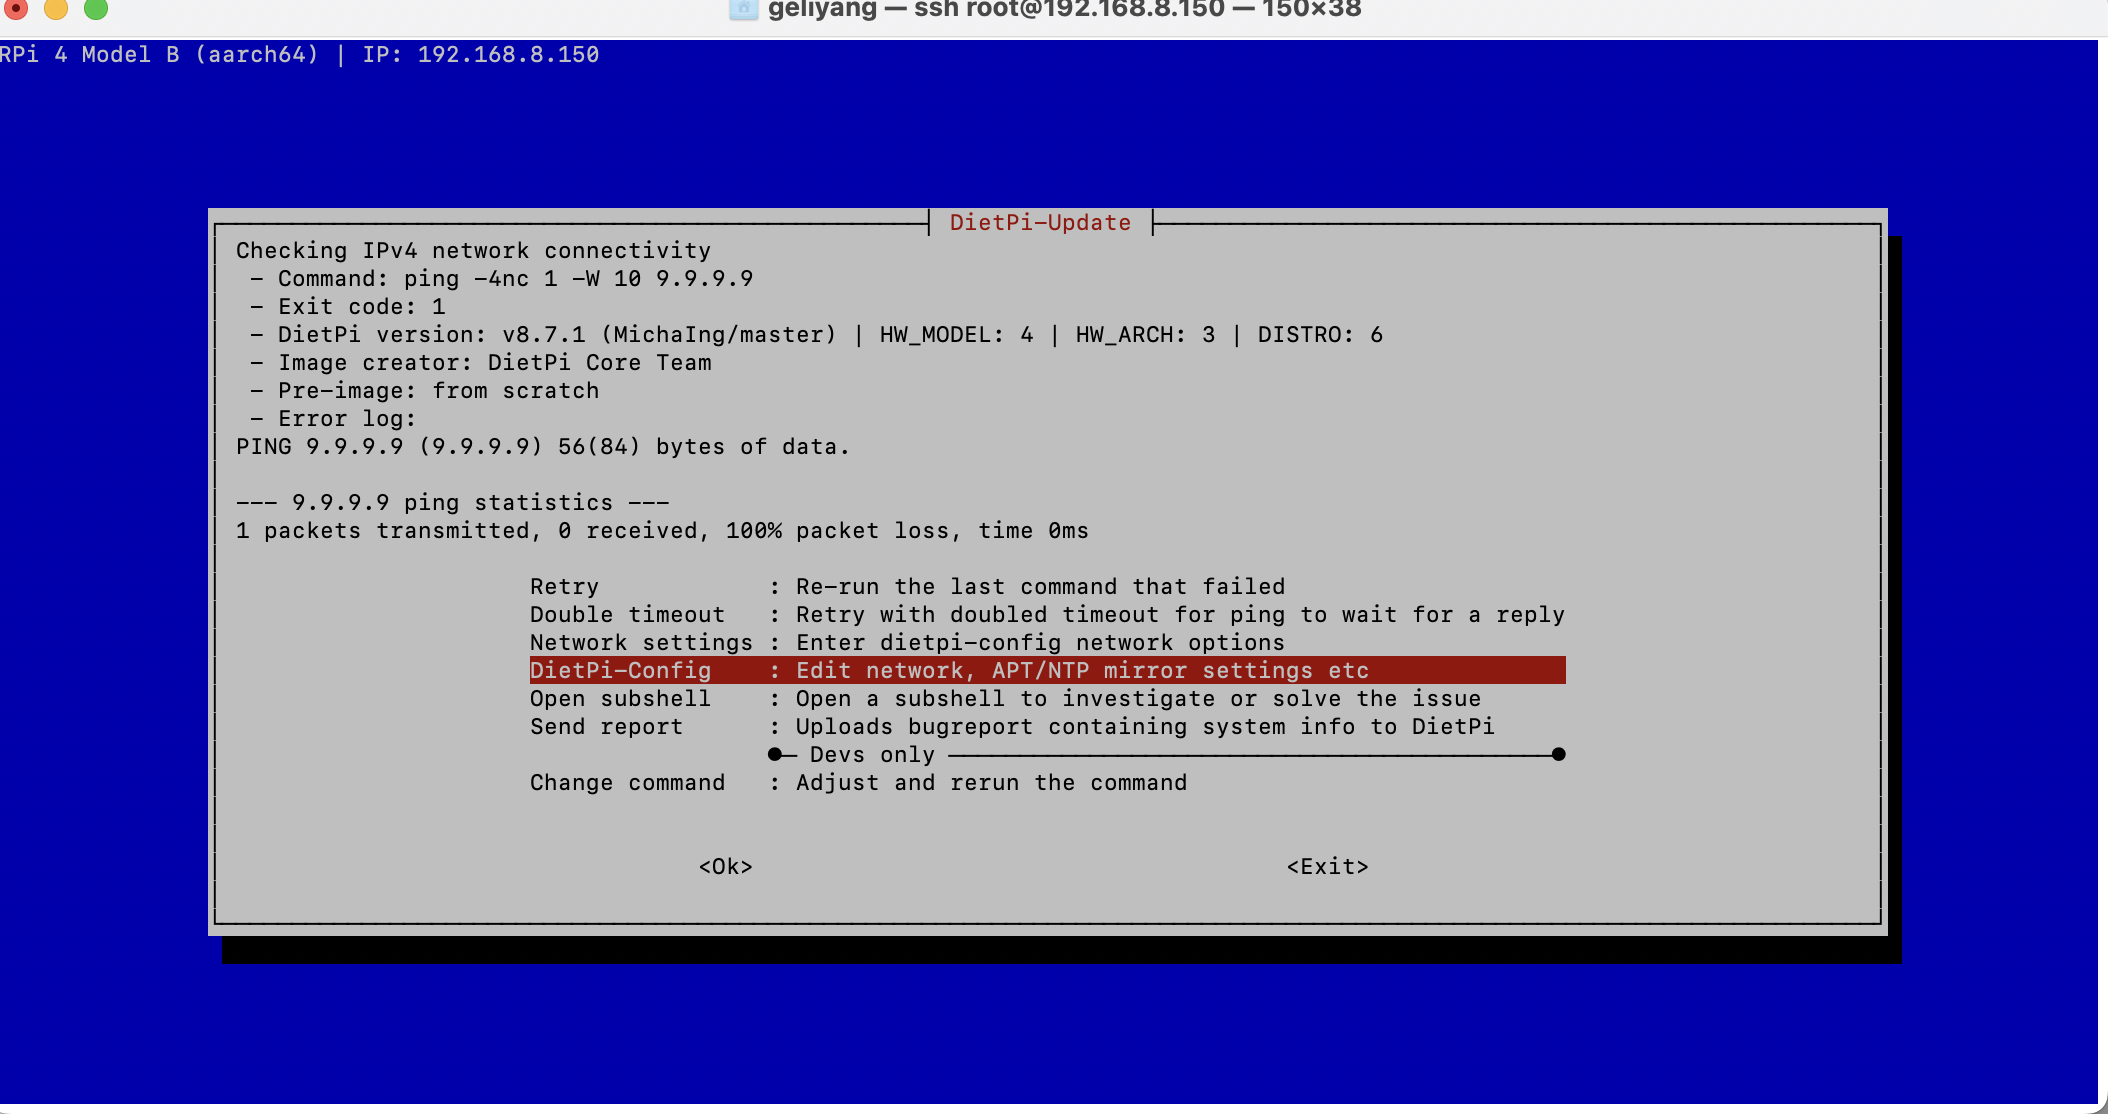 geliyang — ssh root@192.168.8.150 — 150×38
RPi 4 Model B (aarch64) | IP: 192.168.8.150
DietPi-Update
Checking IPv4 network connectivity
- Command: ping -4nc 1 -W 10 9.9.9.9
- Exit code: 1
- DietPi version: v8.7.1 (MichaIng/master) | HW_MODEL: 4 | HW_ARCH: 3 | DISTRO: 6
- Image creator: DietPi Core Team
- Pre-image: from scratch
- Error log:
PING 9.9.9.9 (9.9.9.9) 56(84) bytes of data.
--- 9.9.9.9 ping statistics ---
1 packets transmitted, 0 received, 100% packet loss, time 0ms
Retry : Re-run the last command that failed
Double timeout : Retry with doubled timeout for ping to wait for a reply
Network settings : Enter dietpi-config network options
DietPi-Config : Edit network, APT/NTP mirror settings etc
Open subshell : Open a subshell to investigate or solve the issue
Send report : Uploads bugreport containing system info to DietPi
●─ Devs only ─●
Change command : Adjust and rerun the command
<Ok> <Exit>